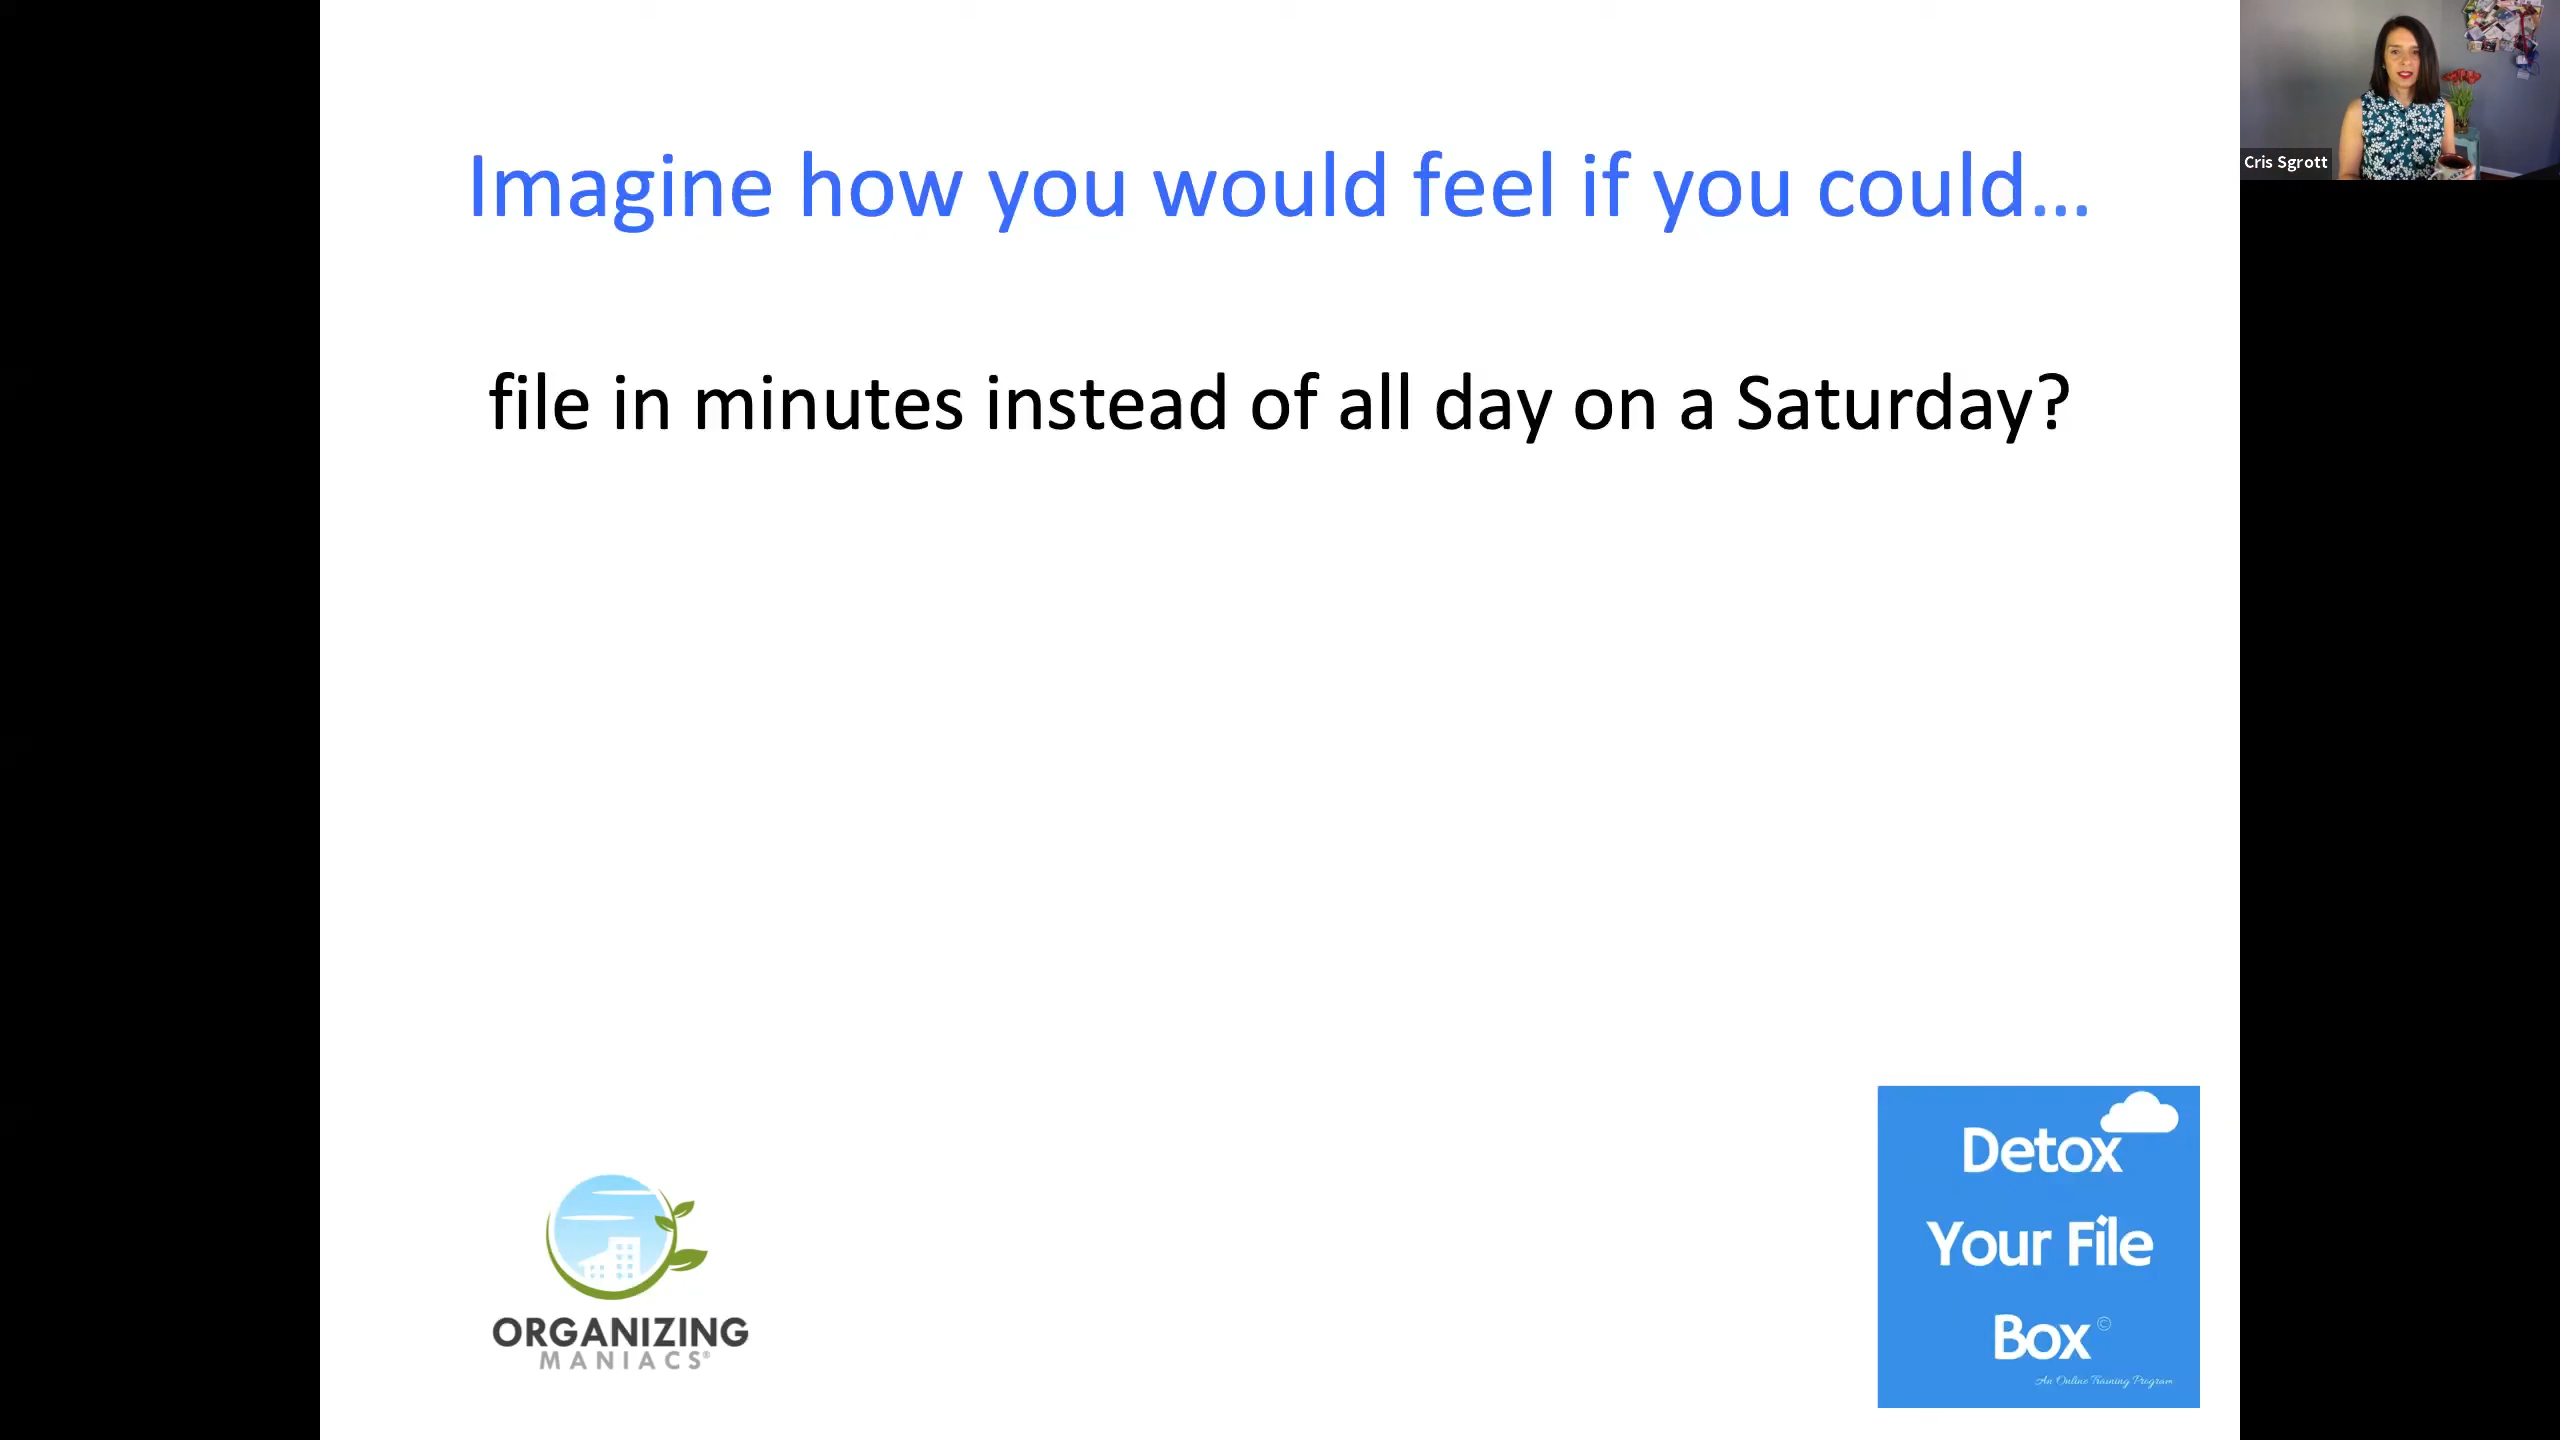 Imagine how you would feel if you could...
Cris Sgrott
file in minutes instead of all day on a Saturday?
ORGANIZING
MANIACS®
Detox
Your File
Box ©
An Online Training Program